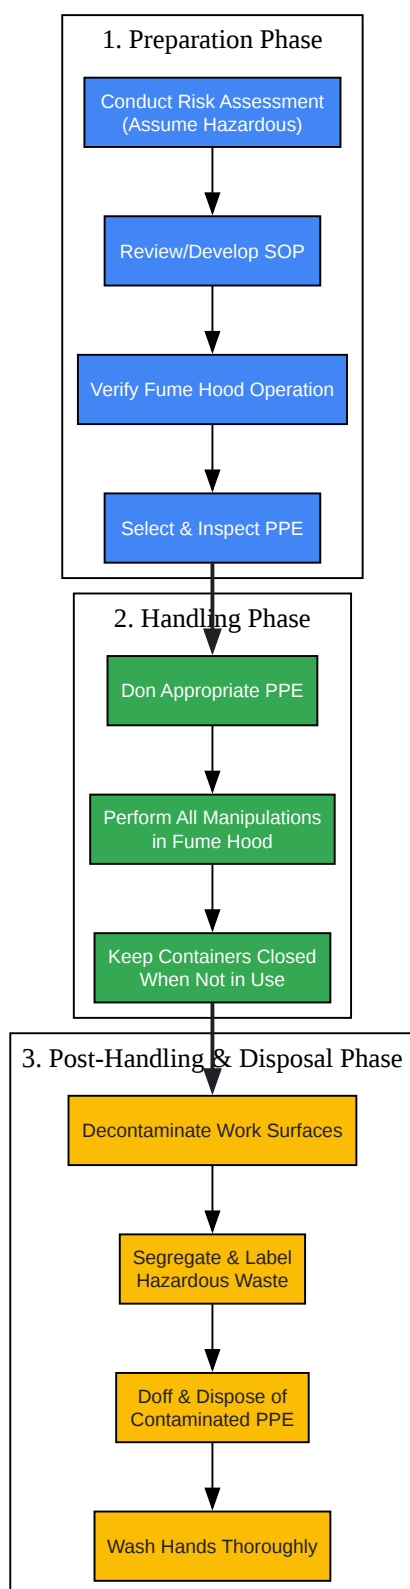 1. Preparation Phase
Conduct Risk Assessment
(Assume Hazardous)
Review/Develop SOP
Verify Fume Hood Operation
Select & Inspect PPE
2. Handling Phase
Don Appropriate PPE
Perform All Manipulations
in Fume Hood
Keep Containers Closed
When Not in Use
3. Post-Handling & Disposal Phase
Decontaminate Work Surfaces
Segregate & Label
Hazardous Waste
Doff & Dispose of
Contaminated PPE
Wash Hands Thoroughly